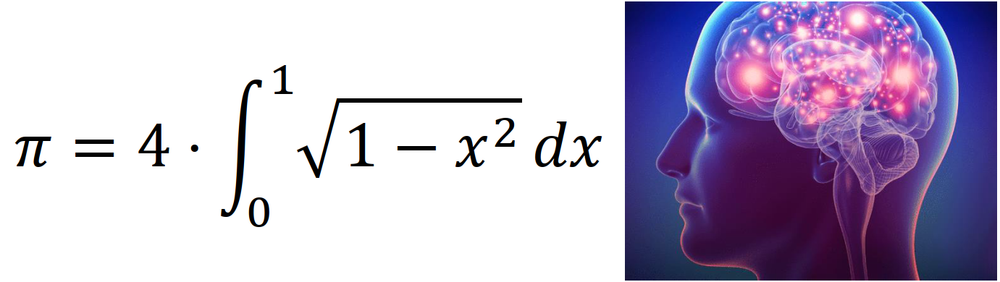 π = 4 · ∫₀¹ √(1 − x²) dx